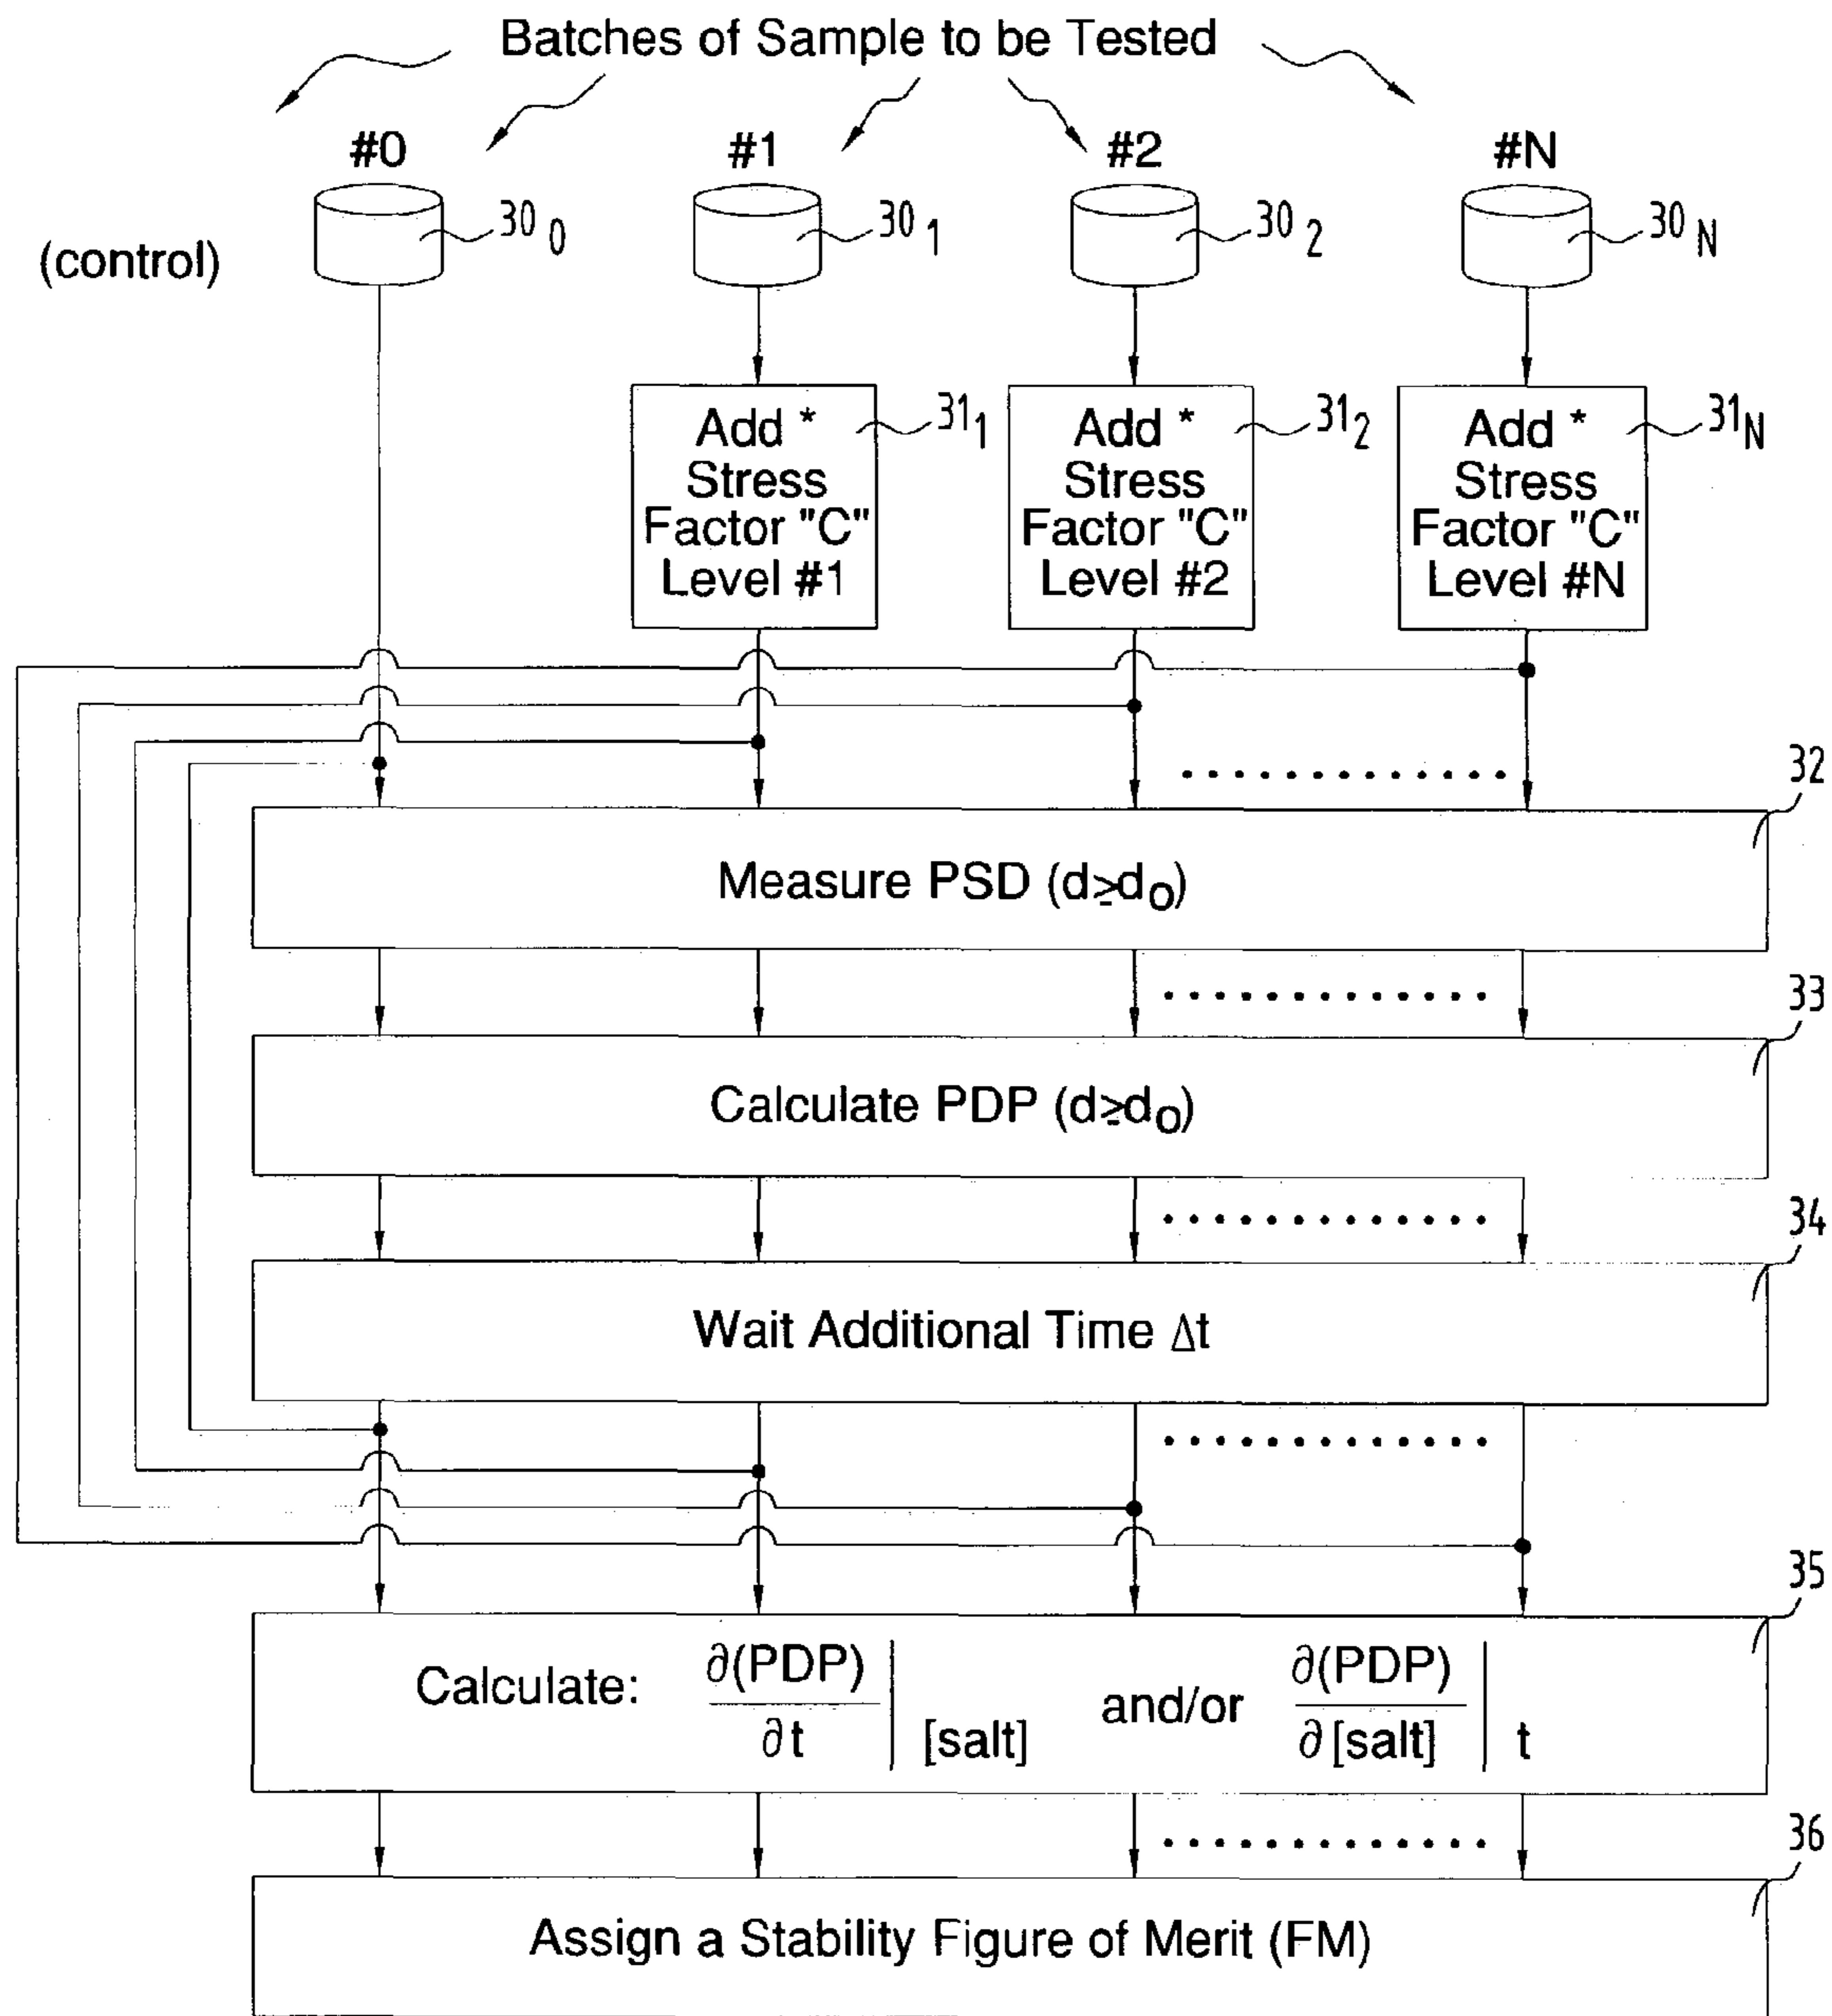 Batches of Sample to be Tested
#0 #1 #2 #N
(control) 30 0 30 1 30 2 30 N
Add * Stress Factor "C" Level #1 31 1
Add * Stress Factor "C" Level #2 31 2
Add * Stress Factor "C" Level #N 31 N
32
Measure PSD (d≥do)
33
Calculate PDP (d≥do)
34
Wait Additional Time Δt
35
Calculate: ∂(PDP) / ∂t | [salt] and/or ∂(PDP) / ∂[salt] | t
36
Assign a Stability Figure of Merit (FM)